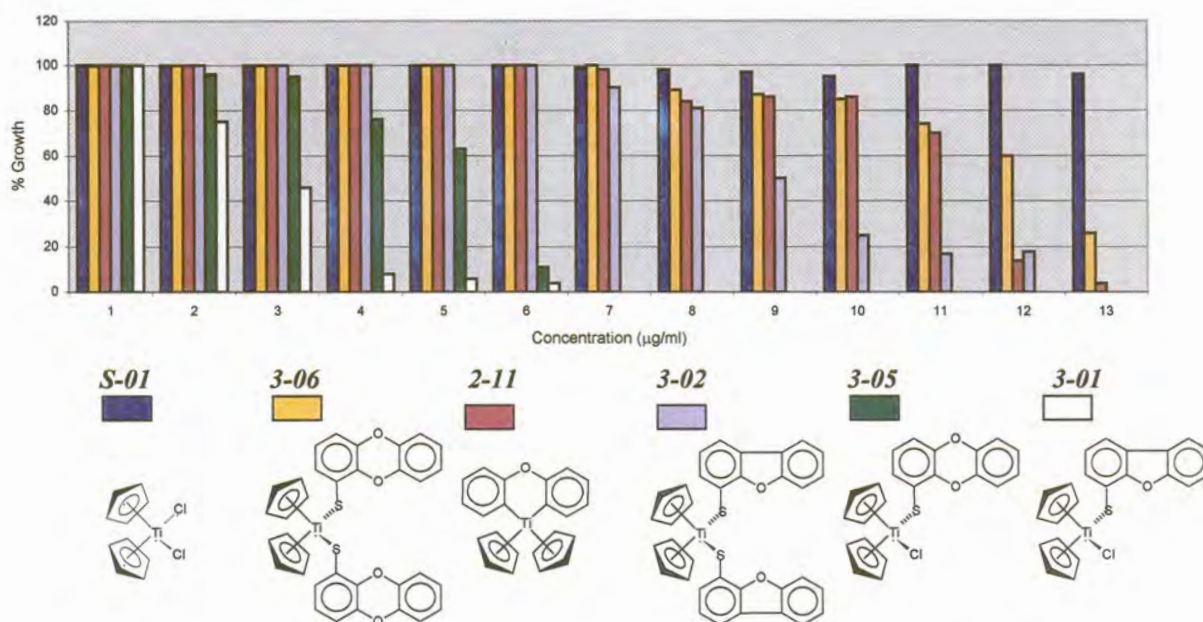 120
100
80
60
40
20
0
% Growth
1 2 3 4 5 6 7 8 9 10 11 12 13
Concentration (µg/ml)
S-01 3-06 2-11 3-02 3-05 3-01
O O O O O
O O O O
S S S S
Cl Ti Ti Ti Ti Ti Ti
Cl S S Cl Cl
O O
O